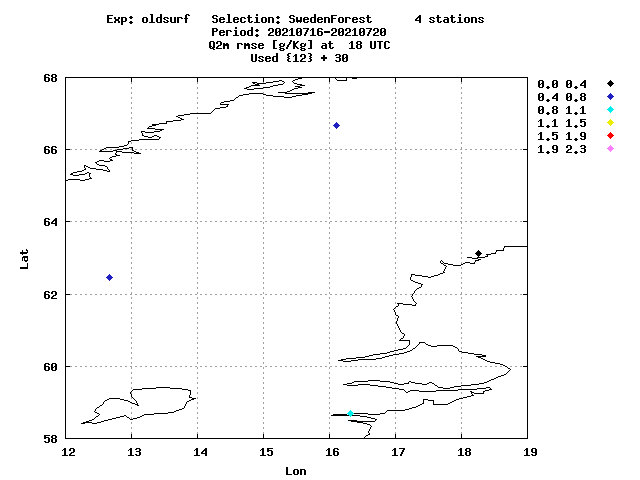 Exp: oldsurf Selection: SwedenForest 4 stations
Period: 20210716-20210720
Q2m rmse [g/Kg] at 18 UTC
Used {12} + 30
0.0 0.4
0.4 0.8
0.8 1.1
1.1 1.5
1.5 1.9
1.9 2.3
68
66
64
62
60
58
Lat
12 13 14 15 16 17 18 19
Lon